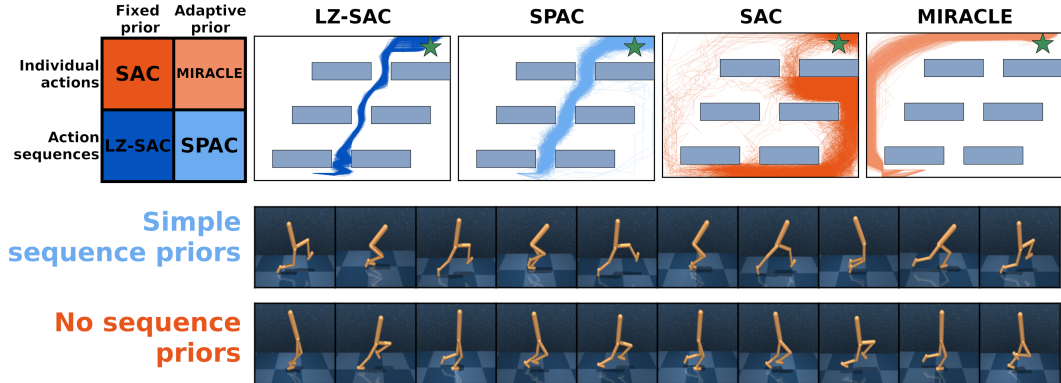 Fixed prior
Adaptive prior
Individual actions
SAC
MIRACLE
Action sequences
LZ-SAC
SPAC
LZ-SAC
SPAC
SAC
MIRACLE
Simple
sequence priors
No sequence
priors